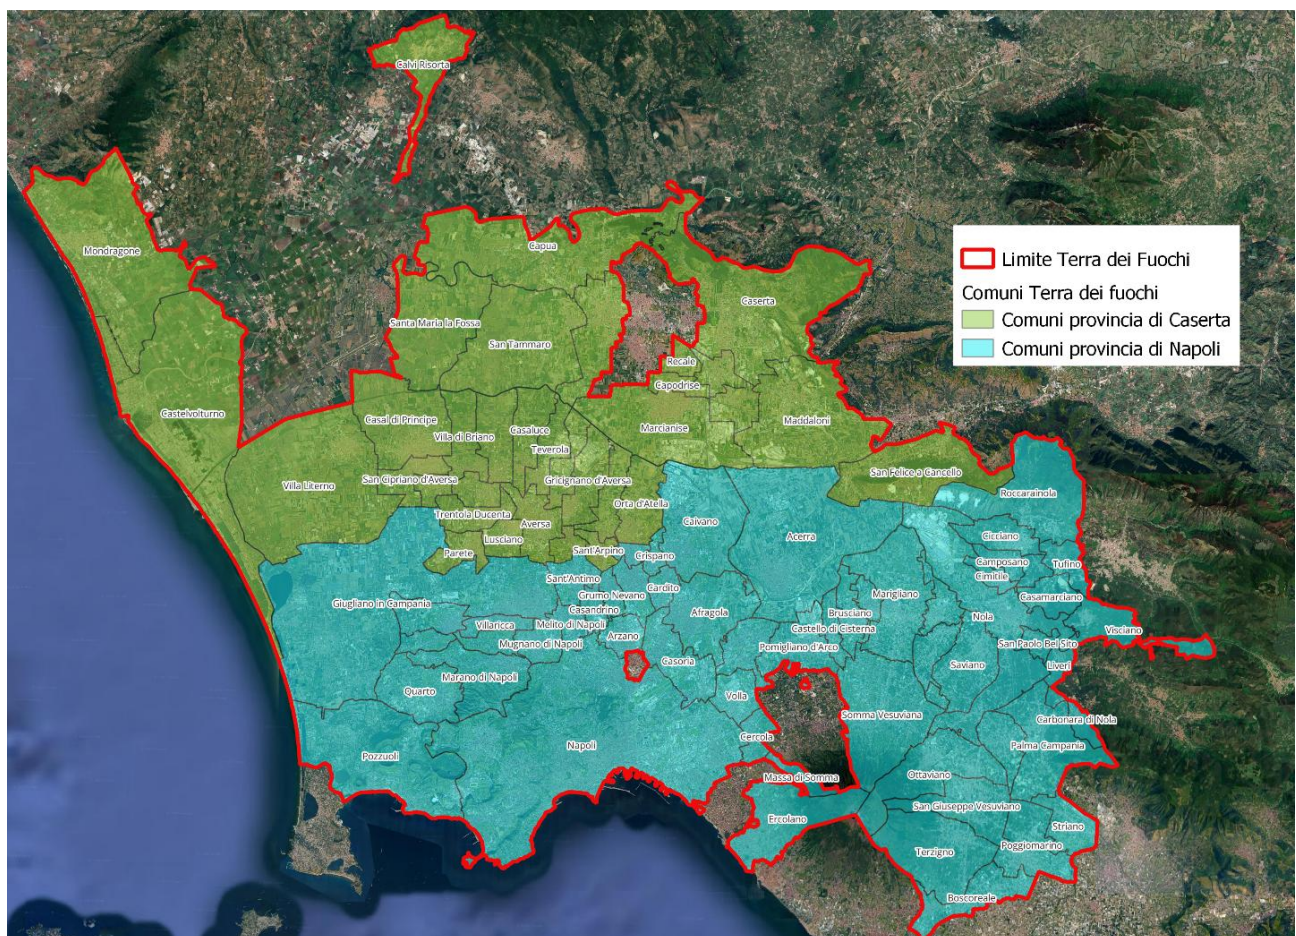 Calvi Risorta
Mondragone
Capua
Limite Terra dei Fuochi
Comuni Terra dei fuochi
Comuni provincia di Caserta
Comuni provincia di Napoli
Caserta
Santa Maria la Fossa
San Tammaro
Recale
Capodrise
Castelvolturno
Casal di Principe
Villa di Briano
Casaluce
Teverola
Marcianise
Maddaloni
San Felice a Cancello
Villa Literno
San Cipriano d'Aversa
Gricignano d'Aversa
Roccarainola
Orta d'Atella
Trentola Ducenta
Aversa
Caivano
Acerra
Cicciano
Lusciano
Parete
Sant'Arpino
Crispano
Camposano
Tufino
Cimitile
Sant'Antimo
Cardito
Marigliano
Grumo Nevano
Casamarciano
Giugliano in Campania
Casandrino
Afragola
Brusciano
Nola
Villaricca
Melito di Napoli
Castello di Cisterna
Visciano
Mugnano di Napoli
Arzano
Pomigliano d'Arco
San Paolo Bel Sito
Casoria
Saviano
Liveri
Marano di Napoli
Quarto
Volla
Somma Vesuviana
Carbonara di Nola
Cercola
Napoli
Palma Campania
Pozzuoli
Massa di Somma
Ottaviano
San Giuseppe Vesuviano
Ercolano
Striano
Poggiomarino
Terzigno
Boscoreale